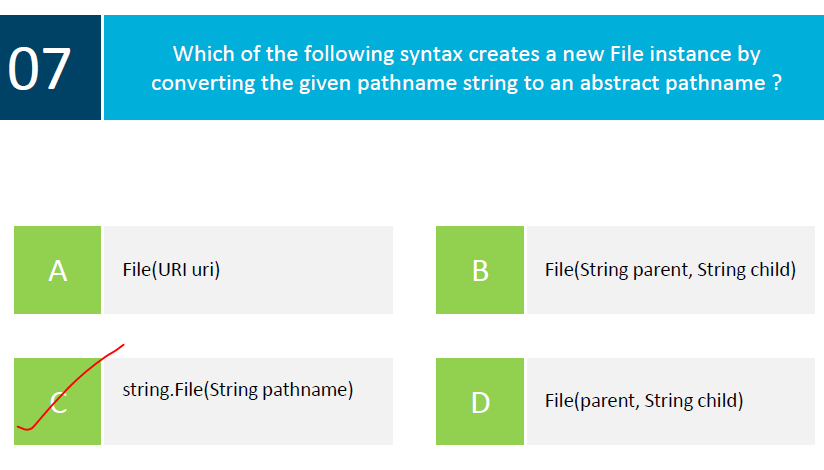 07
Which of the following syntax creates a new File instance by
converting the given pathname string to an abstract pathname ?
A
File(URI uri)
B
File(String parent, String child)
C
string.File(String pathname)
D
File(parent, String child)